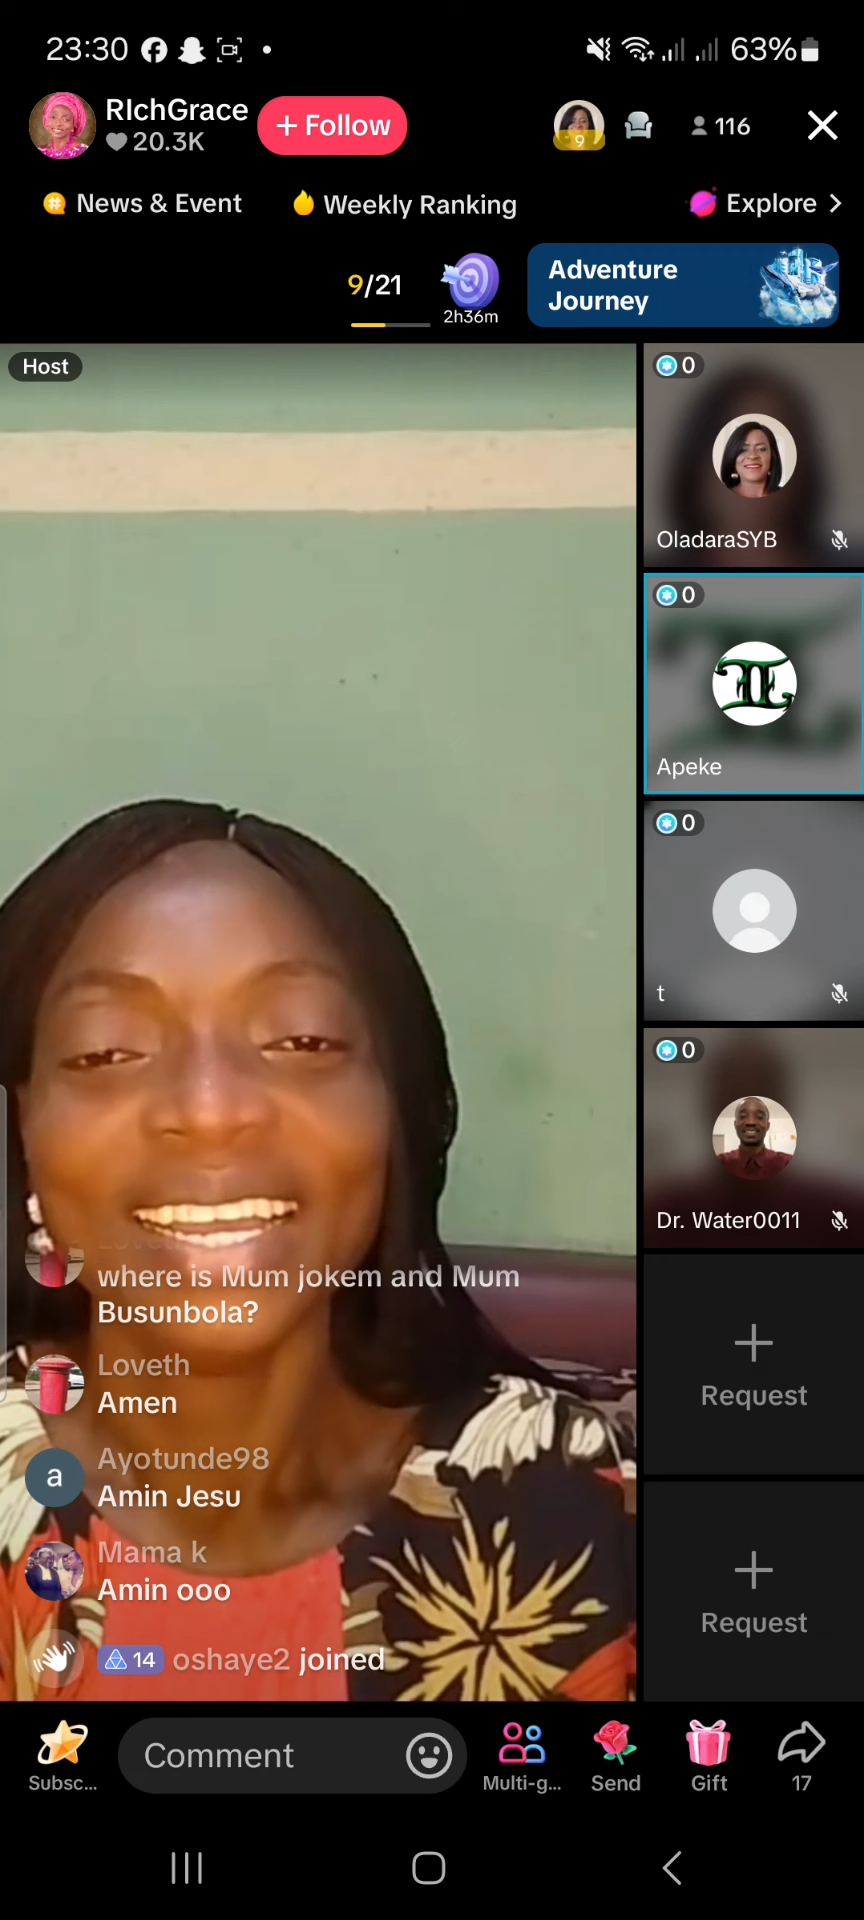 23:30
63%
RIchGrace
20.3K
+ Follow
9
116
News & Event
Weekly Ranking
Explore
9/21
2h36m
Adventure
Journey
Host
0
OladaraSYB
0
Apeke
0
t
0
Dr. Water0011
Request
Request
where is Mum jokem and Mum
Busunbola?
Loveth
Amen
a
Ayotunde98
Amin Jesu
Mama k
Amin ooo
14 oshaye2 joined
Subsc...
Comment
Multi-g...
Send
Gift
17